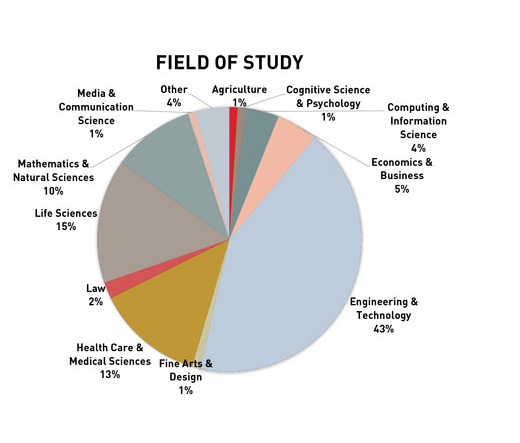 FIELD OF STUDY
Agriculture
1%
Cognitive Science
& Psychology
1%
Computing &
Information
Science
4%
Economics &
Business
5%
Engineering &
Technology
43%
Fine Arts &
Design
1%
Health Care &
Medical Sciences
13%
Law
2%
Life Sciences
15%
Mathematics &
Natural Sciences
10%
Media &
Communication
Science
1%
Other
4%